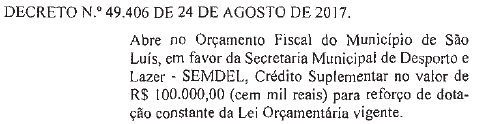 DECRETO N.º 49.406 DE 24 DE AGOSTO DE 2017.
Abre no Orçamento Fiscal do Município de São
Luís, em favor da Secretaria Municipal de Desporto e
Lazer - SEMDEL, Crédito Suplementar no valor de
R$ 100.000,00 (cem mil reais) para reforço de dota-
ção constante da Lei Orçamentária vigente.